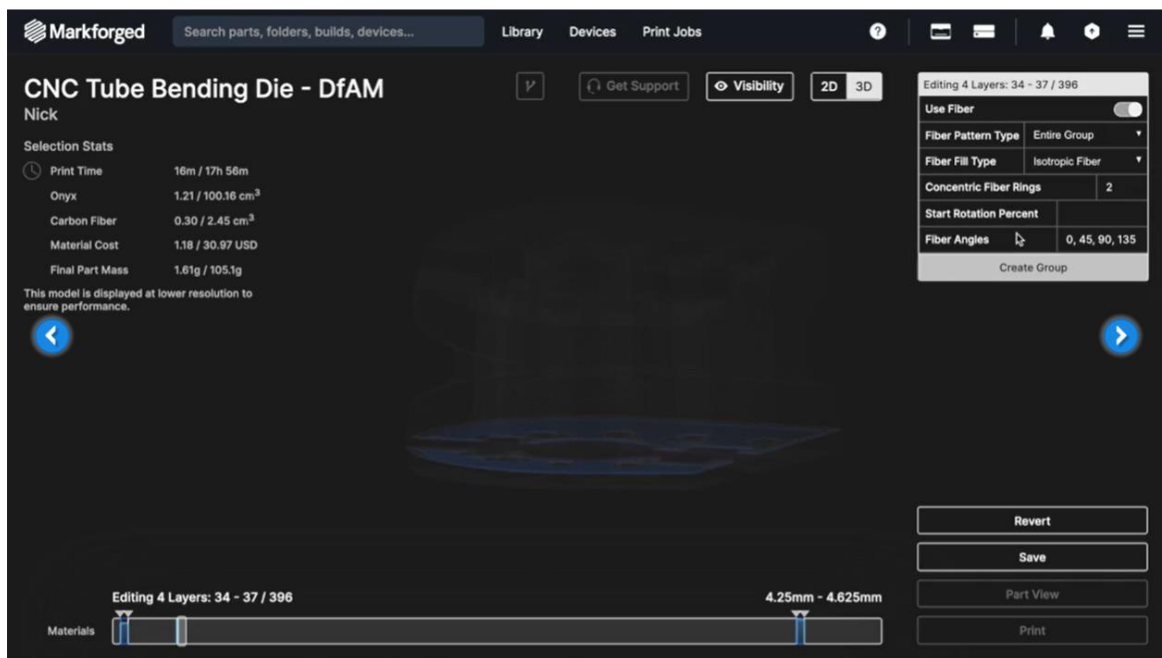 Markforged
Search parts, folders, builds, devices...
Library
Devices
Print Jobs
CNC Tube Bending Die - DfAM
Nick
Get Support
Visibility
2D
3D
Selection Stats
Print Time 16m / 17h 56m
Onyx 1.21 / 100.16 cm³
Carbon Fiber 0.30 / 2.45 cm³
Material Cost 1.18 / 30.97 USD
Final Part Mass 1.61g / 105.1g
This model is displayed at lower resolution to
ensure performance.
Editing 4 Layers: 34 - 37 / 396
Use Fiber
Fiber Pattern Type Entire Group
Fiber Fill Type Isotropic Fiber
Concentric Fiber Rings 2
Start Rotation Percent
Fiber Angles 0, 45, 90, 135
Create Group
Revert
Save
Part View
Print
Editing 4 Layers: 34 - 37 / 396
4.25mm - 4.625mm
Materials